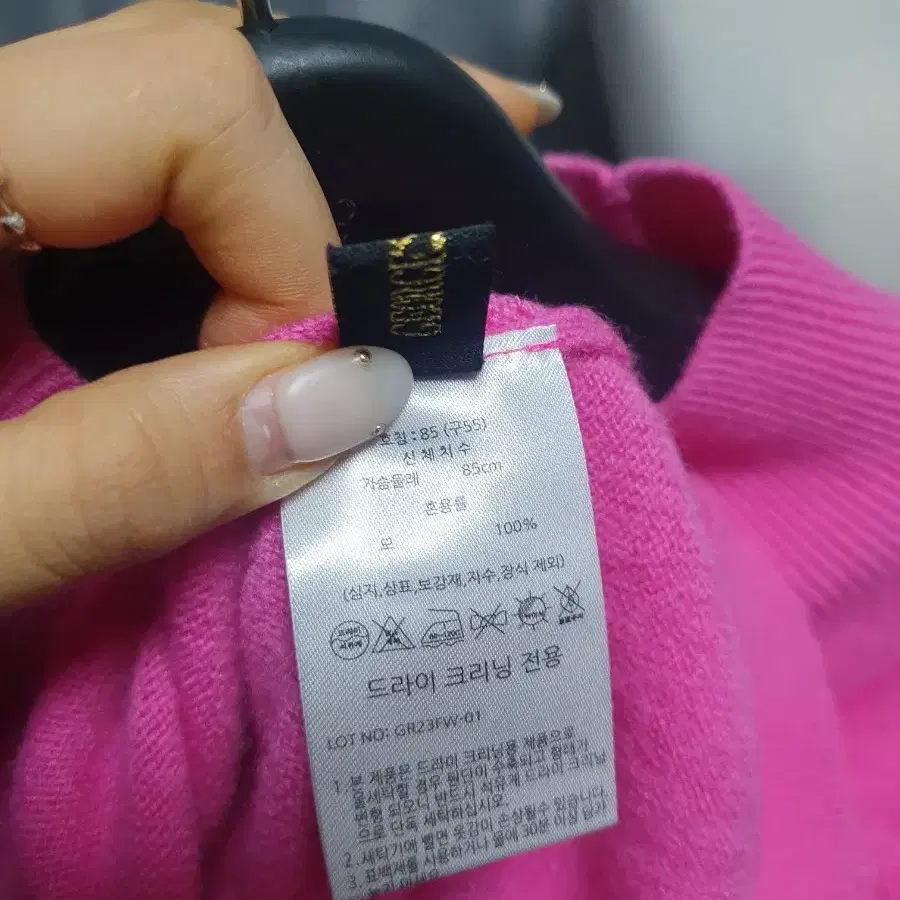 호칭 : 85 (구55)
신 체 치 수
가슴둘레 85cm
혼용률
모 100%
(심지,상표,보강재,자수,장식 제외)
드라이
드라이 크리닝 전용
LOT NO: GR23FW-01
1. 본 제품은 드라이 크리닝용 제품으로
물세탁할 경우 원단이 수축되고 형태가
변형 되오니 반드시 석유계 드라이 크리닝
으로 단독 세탁하십시오.
2. 세탁기에 빨면 옷감이 손상될수 있습니다.
3. 표백제를 사용하거나 물에 30분 이상 담가